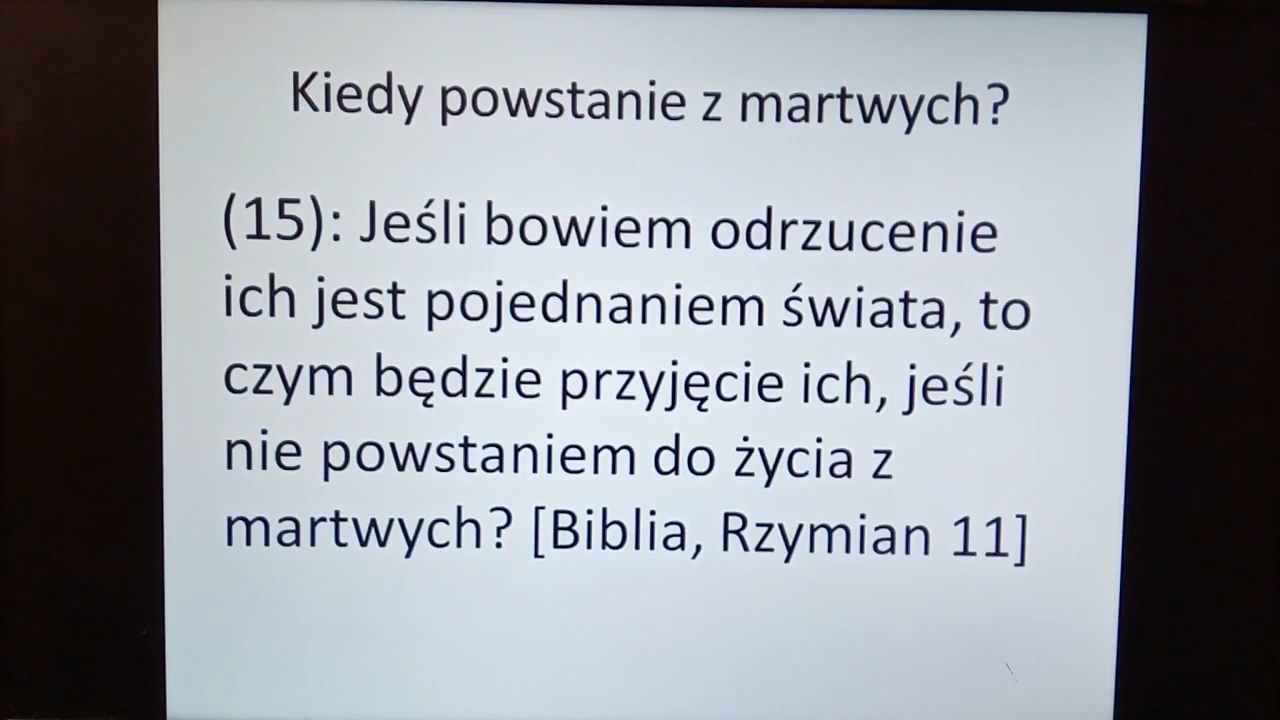 Kiedy powstanie z martwych?
(15): Jeśli bowiem odrzucenie
ich jest pojednaniem świata, to
czym będzie przyjęcie ich, jeśli
nie powstaniem do życia z
martwych? [Biblia, Rzymian 11]